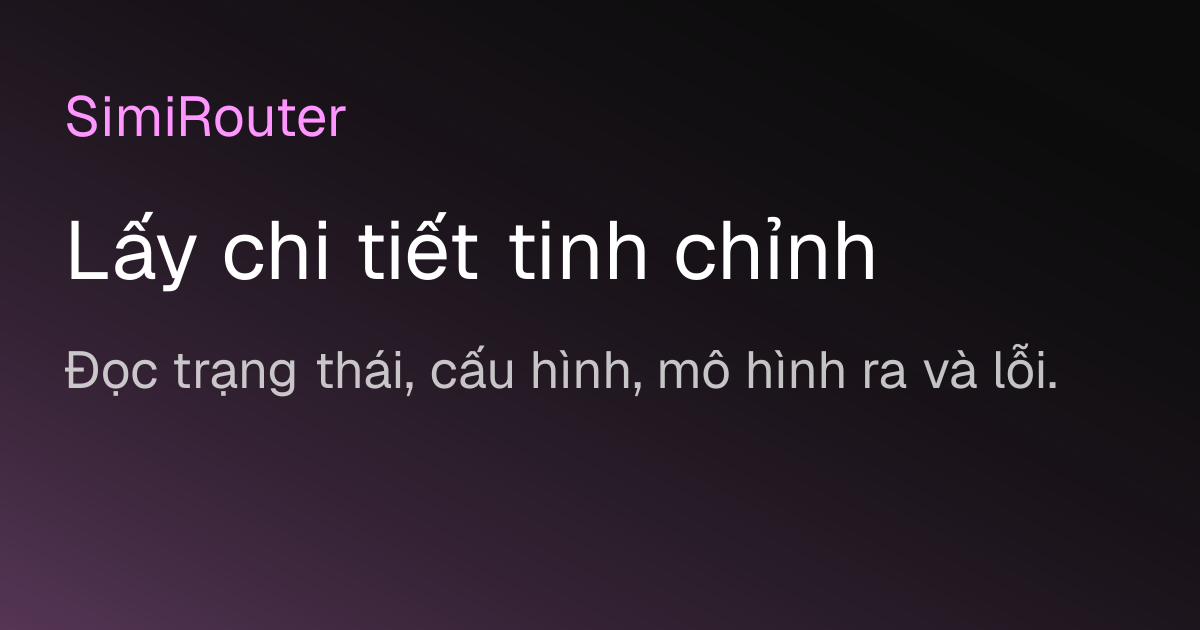 SimiRouter
Lấy chi tiết tinh chỉnh
Đọc trạng thái, cấu hình, mô hình ra và lỗi.